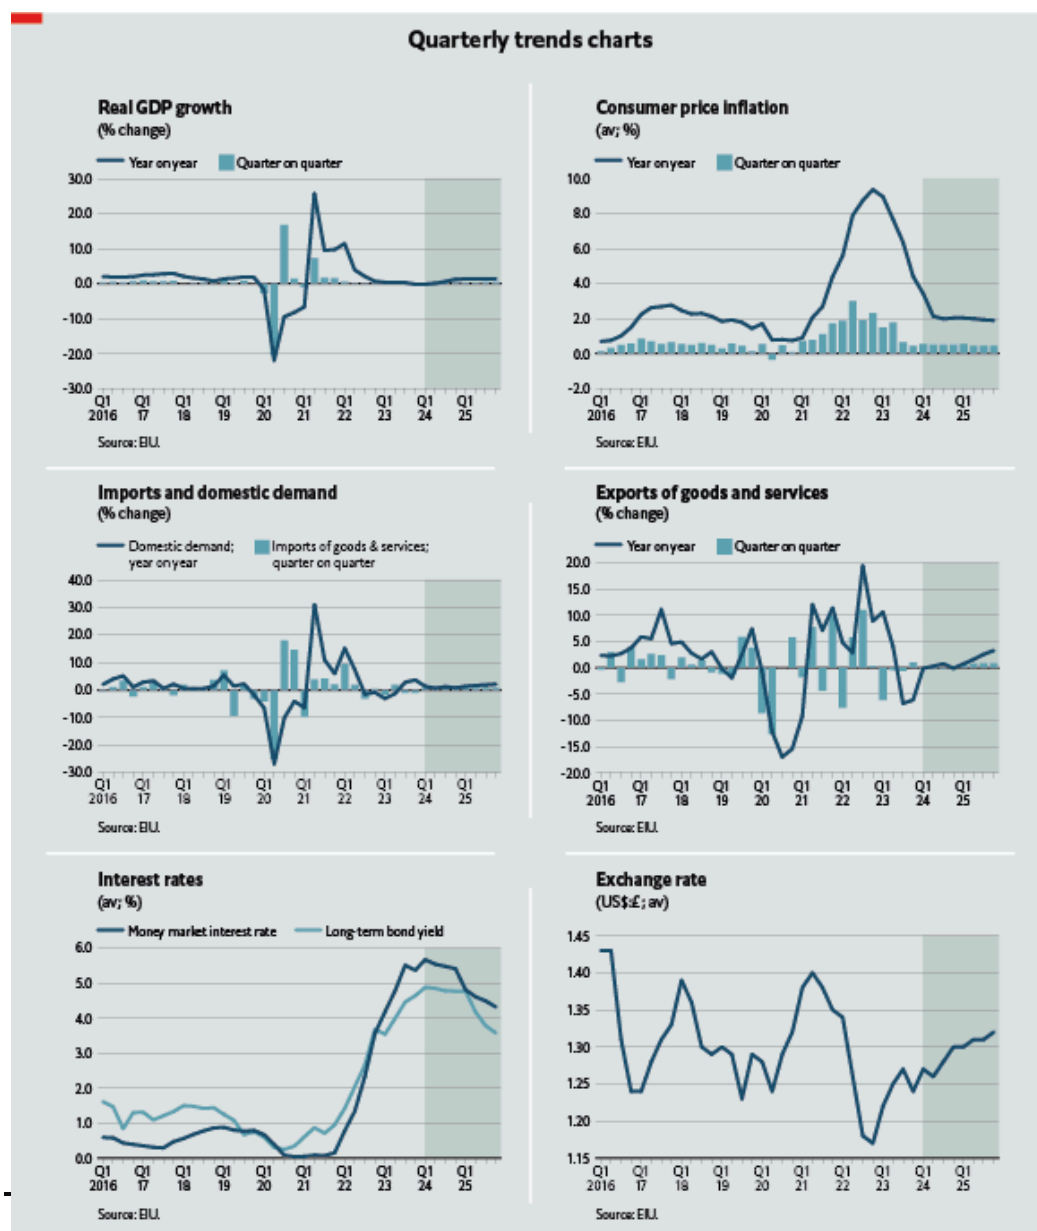 Quarterly trends charts
Real GDP growth
(% change)
Year on year
Quarter on quarter
30.0
20.0
10.0
0.0
-10.0
-20.0
-30.0
Q1 Q1 Q1 Q1 Q1 Q1 Q1 Q1 Q1 Q1
2016 17 18 19 20 21 22 23 24 25
Source: EIU.
Consumer price inflation
(av; %)
Year on year
Quarter on quarter
10.0
8.0
6.0
4.0
2.0
0.0
-2.0
Q1 Q1 Q1 Q1 Q1 Q1 Q1 Q1 Q1 Q1
2016 17 18 19 20 21 22 23 24 25
Source: EIU.
Imports and domestic demand
(% change)
Domestic demand;
year on year
Imports of goods & services;
quarter on quarter
40.0
30.0
20.0
10.0
0.0
-10.0
-20.0
-30.0
Q1 Q1 Q1 Q1 Q1 Q1 Q1 Q1 Q1 Q1
2016 17 18 19 20 21 22 23 24 25
Source: EIU.
Exports of goods and services
(% change)
Year on year
Quarter on quarter
20.0
15.0
10.0
5.0
0.0
-5.0
-10.0
-15.0
-20.0
Q1 Q1 Q1 Q1 Q1 Q1 Q1 Q1 Q1 Q1
2016 17 18 19 20 21 22 23 24 25
Source: EIU.
Interest rates
(av; %)
Money market interest rate
Long-term bond yield
6.0
5.0
4.0
3.0
2.0
1.0
0.0
Q1 Q1 Q1 Q1 Q1 Q1 Q1 Q1 Q1 Q1
2016 17 18 19 20 21 22 23 24 25
Source: EIU.
Exchange rate
(US$:£; av)
1.45
1.40
1.35
1.30
1.25
1.20
1.15
Q1 Q1 Q1 Q1 Q1 Q1 Q1 Q1 Q1 Q1
2016 17 18 19 20 21 22 23 24 25
Source: EIU.